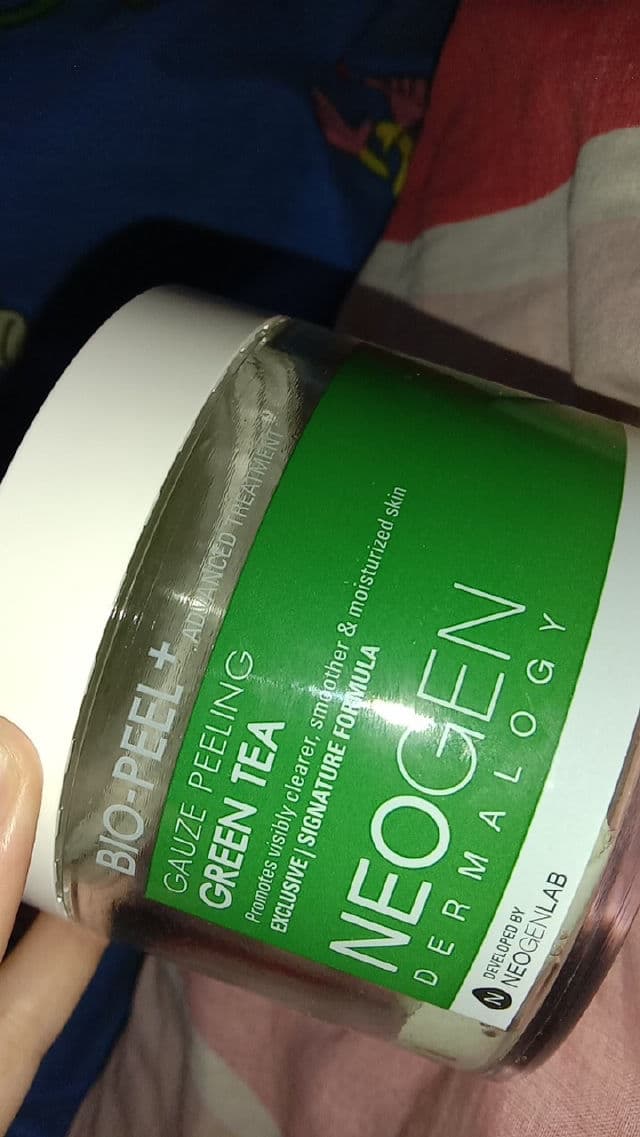 BIO-PEEL+
ADVANCED TREATMENT
GAUZE PEELING
GREEN TEA
Promotes visibly clearer, smoother & moisturized skin
EXCLUSIVE | SIGNATURE FORMULA
NEOGEN
DERMALOGY
N DEVELOPED BY
NEOGENLAB